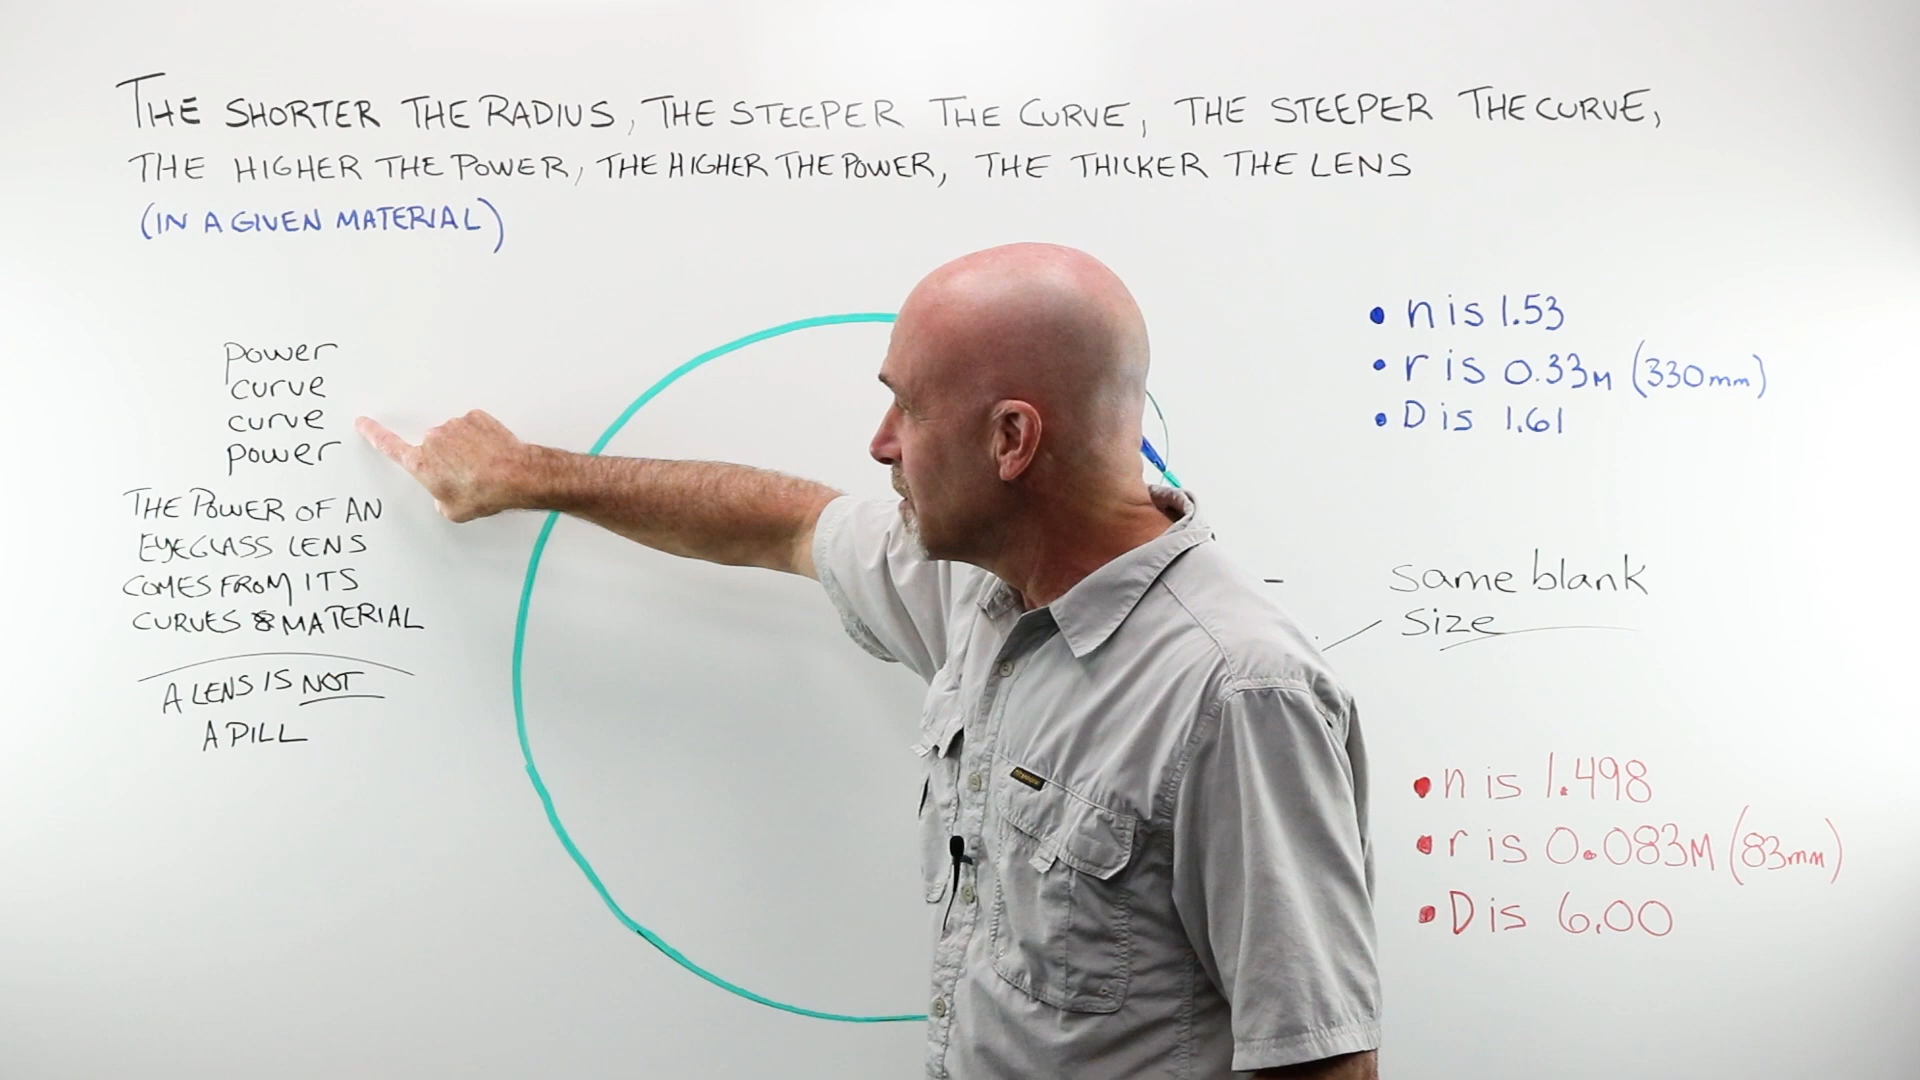 THE SHORTER THE RADIUS, THE STEEPER THE CURVE, THE STEEPER THE CURVE,
THE HIGHER THE POWER, THE HIGHER THE POWER, THE THICKER THE LENS
(IN A GIVEN MATERIAL)
power
curve
curve
power
THE POWER OF AN
EYEGLASS LENS
COMES FROM ITS
CURVES & MATERIAL
A LENS IS NOT
A PILL
• n is 1.53
• r is 0.33M (330mm)
• D is 1.61
same blank
size
• n is 1.498
• r is 0.083M (83mm)
• D is 6.00